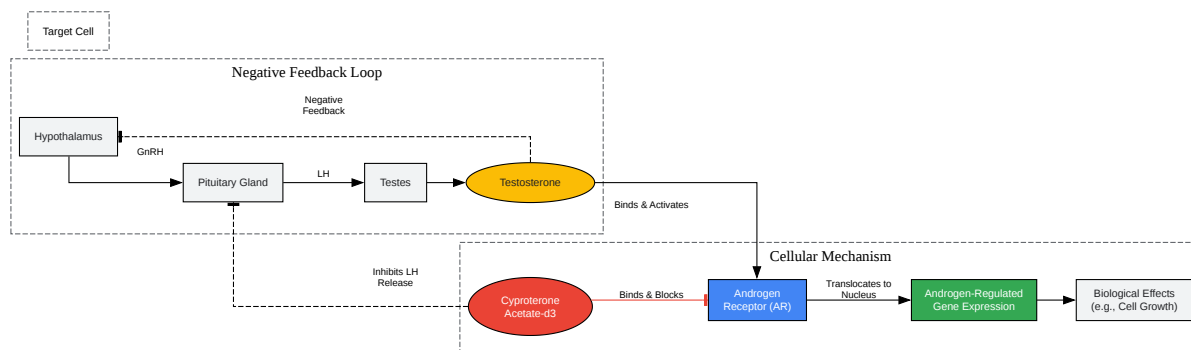 Target Cell
Negative Feedback Loop
Negative
Feedback
Hypothalamus
GnRH
Pituitary Gland
LH
Testes
Testosterone
Binds & Activates
Cellular Mechanism
Inhibits LH
Release
Cyproterone
Acetate-d3
Binds & Blocks
Androgen
Receptor (AR)
Translocates to
Nucleus
Androgen-Regulated
Gene Expression
Biological Effects
(e.g., Cell Growth)